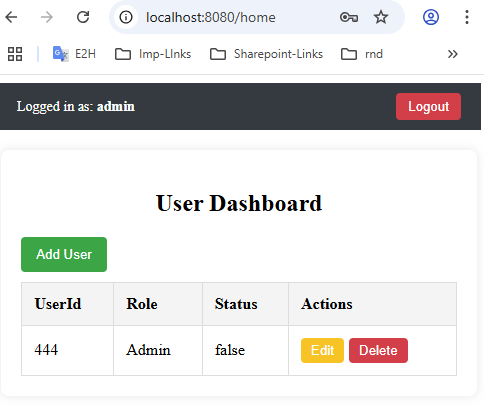 localhost:8080/home
E2H Imp-LInks Sharepoint-Links rnd
Logged in as: admin Logout
User Dashboard
Add User
UserId Role Status Actions
444 Admin false Edit Delete